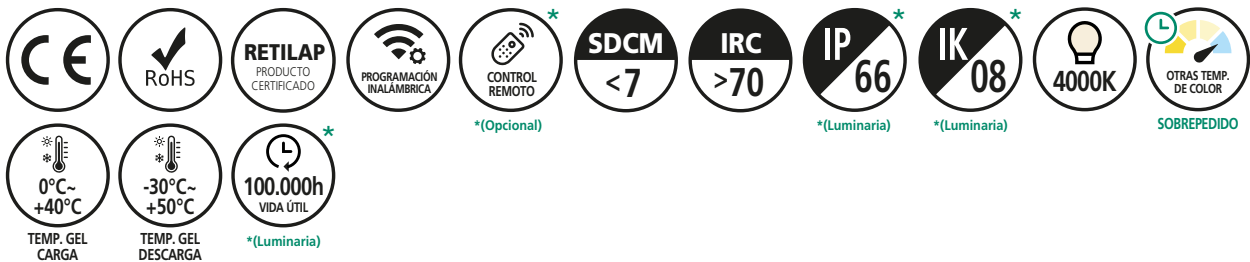 CE
RoHS
RETILAP
PRODUCTO
CERTIFICADO
PROGRAMACIÓN
INALÁMBRICA
*
CONTROL
REMOTO
*(Opcional)
SDCM
<7
IRC
>70
*
IP
66
*(Luminaria)
*
IK
08
*(Luminaria)
4000K
OTRAS TEMP.
DE COLOR
SOBREPEDIDO
0°C~
+40°C
TEMP. GEL
CARGA
-30°C~
+50°C
TEMP. GEL
DESCARGA
*
100.000h
VIDA ÚTIL
*(Luminaria)